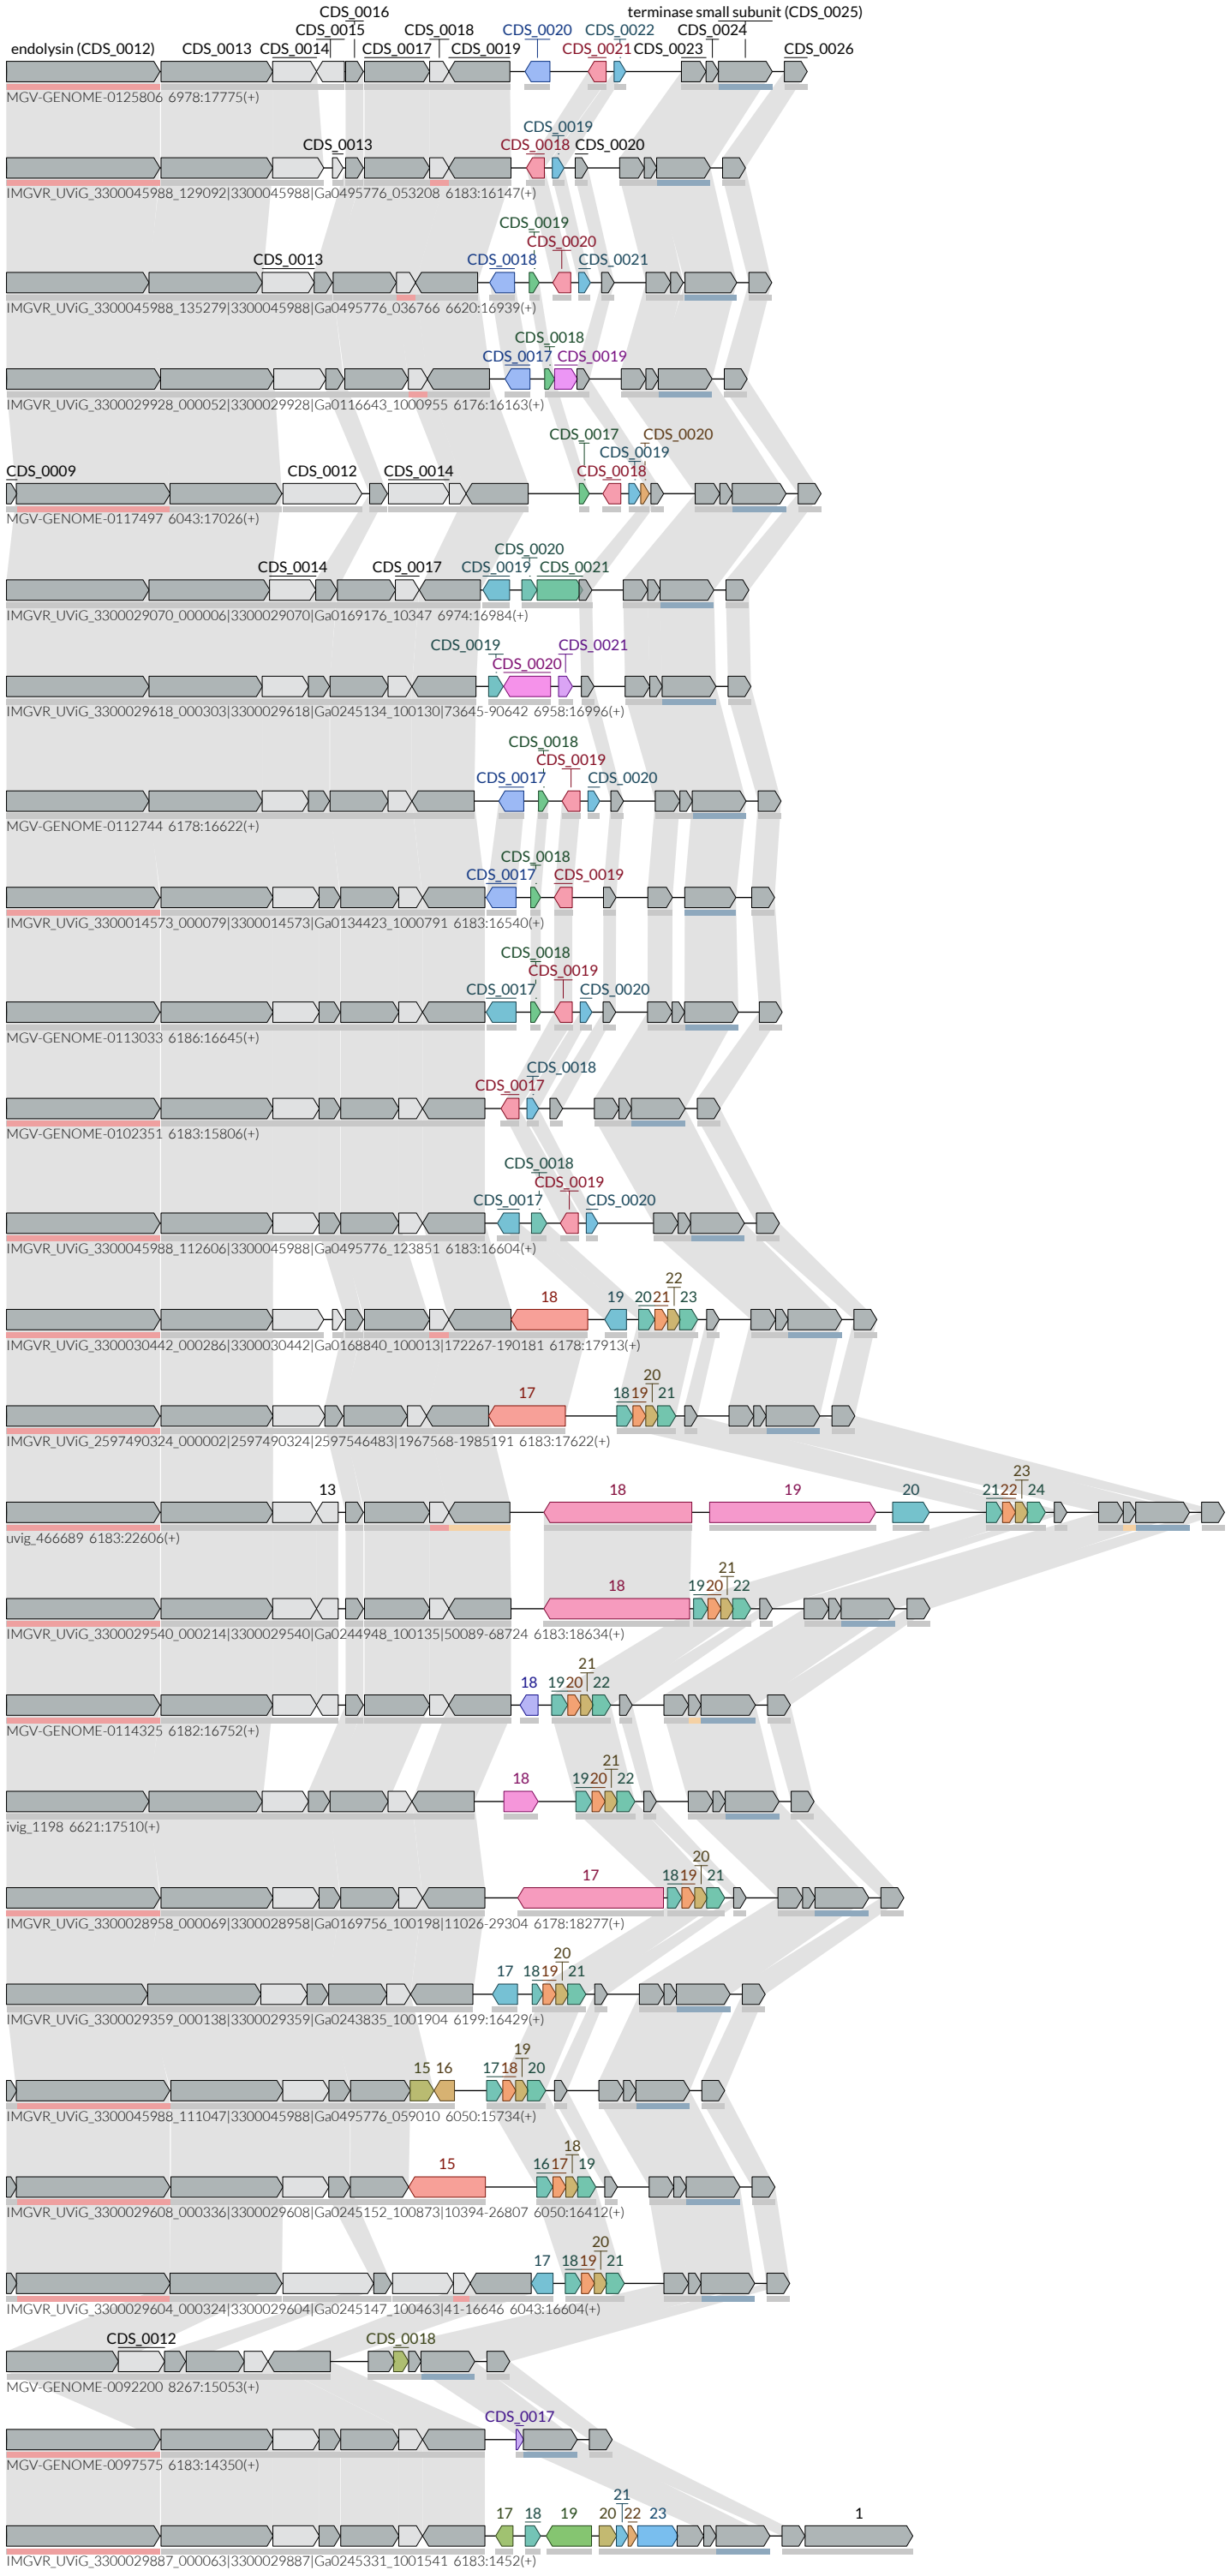 CDS_0016 terminase small subunit (CDS_0025)
CDS_0015 CDS_0018 CDS_0020 CDS_0022 CDS_0024
endolysin (CDS_0012) CDS_0013 CDS_0014 CDS_0017 CDS_0019 CDS_0021 CDS_0023 CDS_0026
MGV-GENOME-0125806 6978:17775(+)
CDS_0019
CDS_0013 CDS_0018 CDS_0020
IMGVR_UViG_3300045988_129092|3300045988|Ga0495776_053208 6183:16147(+)
CDS_0019
CDS_0020
CDS_0013 CDS_0018 CDS_0021
IMGVR_UViG_3300045988_135279|3300045988|Ga0495776_036766 6620:16939(+)
CDS_0018
CDS_0017 CDS_0019
IMGVR_UViG_3300029928_000052|3300029928|Ga0116643_1000955 6176:16163(+)
CDS_0017 CDS_0020
CDS_0019
CDS_0009 CDS_0012 CDS_0014 CDS_0018
MGV-GENOME-0117497 6043:17026(+)
CDS_0020
CDS_0014 CDS_0017 CDS_0019 CDS_0021
IMGVR_UViG_3300029070_000006|3300029070|Ga0169176_10347 6974:16984(+)
CDS_0019 CDS_0021
CDS_0020
IMGVR_UViG_3300029618_000303|3300029618|Ga0245134_100130|73645-90642 6958:16996(+)
CDS_0018
CDS_0019
CDS_0017 CDS_0020
MGV-GENOME-0112744 6178:16622(+)
CDS_0018
CDS_0017 CDS_0019
IMGVR_UViG_3300014573_000079|3300014573|Ga0134423_1000791 6183:16540(+)
CDS_0018
CDS_0019
CDS_0017 CDS_0020
MGV-GENOME-0113033 6186:16645(+)
CDS_0018
CDS_0017
MGV-GENOME-0102351 6183:15806(+)
CDS_0018
CDS_0019
CDS_0017 CDS_0020
IMGVR_UViG_3300045988_112606|3300045988|Ga0495776_123851 6183:16604(+)
22
18 19 20 21 23
IMGVR_UViG_3300030442_000286|3300030442|Ga0168840_100013|172267-190181 6178:17913(+)
20
17 18 19 21
IMGVR_UViG_2597490324_000002|2597490324|2597546483|1967568-1985191 6183:17622(+)
23
13 18 19 20 21 22 24
uvig_466689 6183:22606(+)
21
18 19 20 22
IMGVR_UViG_3300029540_000214|3300029540|Ga0244948_100135|50089-68724 6183:18634(+)
21
18 19 20 22
MGV-GENOME-0114325 6182:16752(+)
21
18 19 20 22
ivig_1198 6621:17510(+)
20
17 18 19 21
IMGVR_UViG_3300028958_000069|3300028958|Ga0169756_100198|11026-29304 6178:18277(+)
20
17 18 19 21
IMGVR_UViG_3300029359_000138|3300029359|Ga0243835_1001904 6199:16429(+)
19
15 16 17 18 20
IMGVR_UViG_3300045988_111047|3300045988|Ga0495776_059010 6050:15734(+)
18
15 16 17 19
IMGVR_UViG_3300029608_000336|3300029608|Ga0245152_100873|10394-26807 6050:16412(+)
20
17 18 19 21
IMGVR_UViG_3300029604_000324|3300029604|Ga0245147_100463|41-16646 6043:16604(+)
CDS_0012 CDS_0018
MGV-GENOME-0092200 8267:15053(+)
CDS_0017
MGV-GENOME-0097575 6183:14350(+)
21
17 18 19 20 22 23 1
IMGVR_UViG_3300029887_000063|3300029887|Ga0245331_1001541 6183:1452(+)